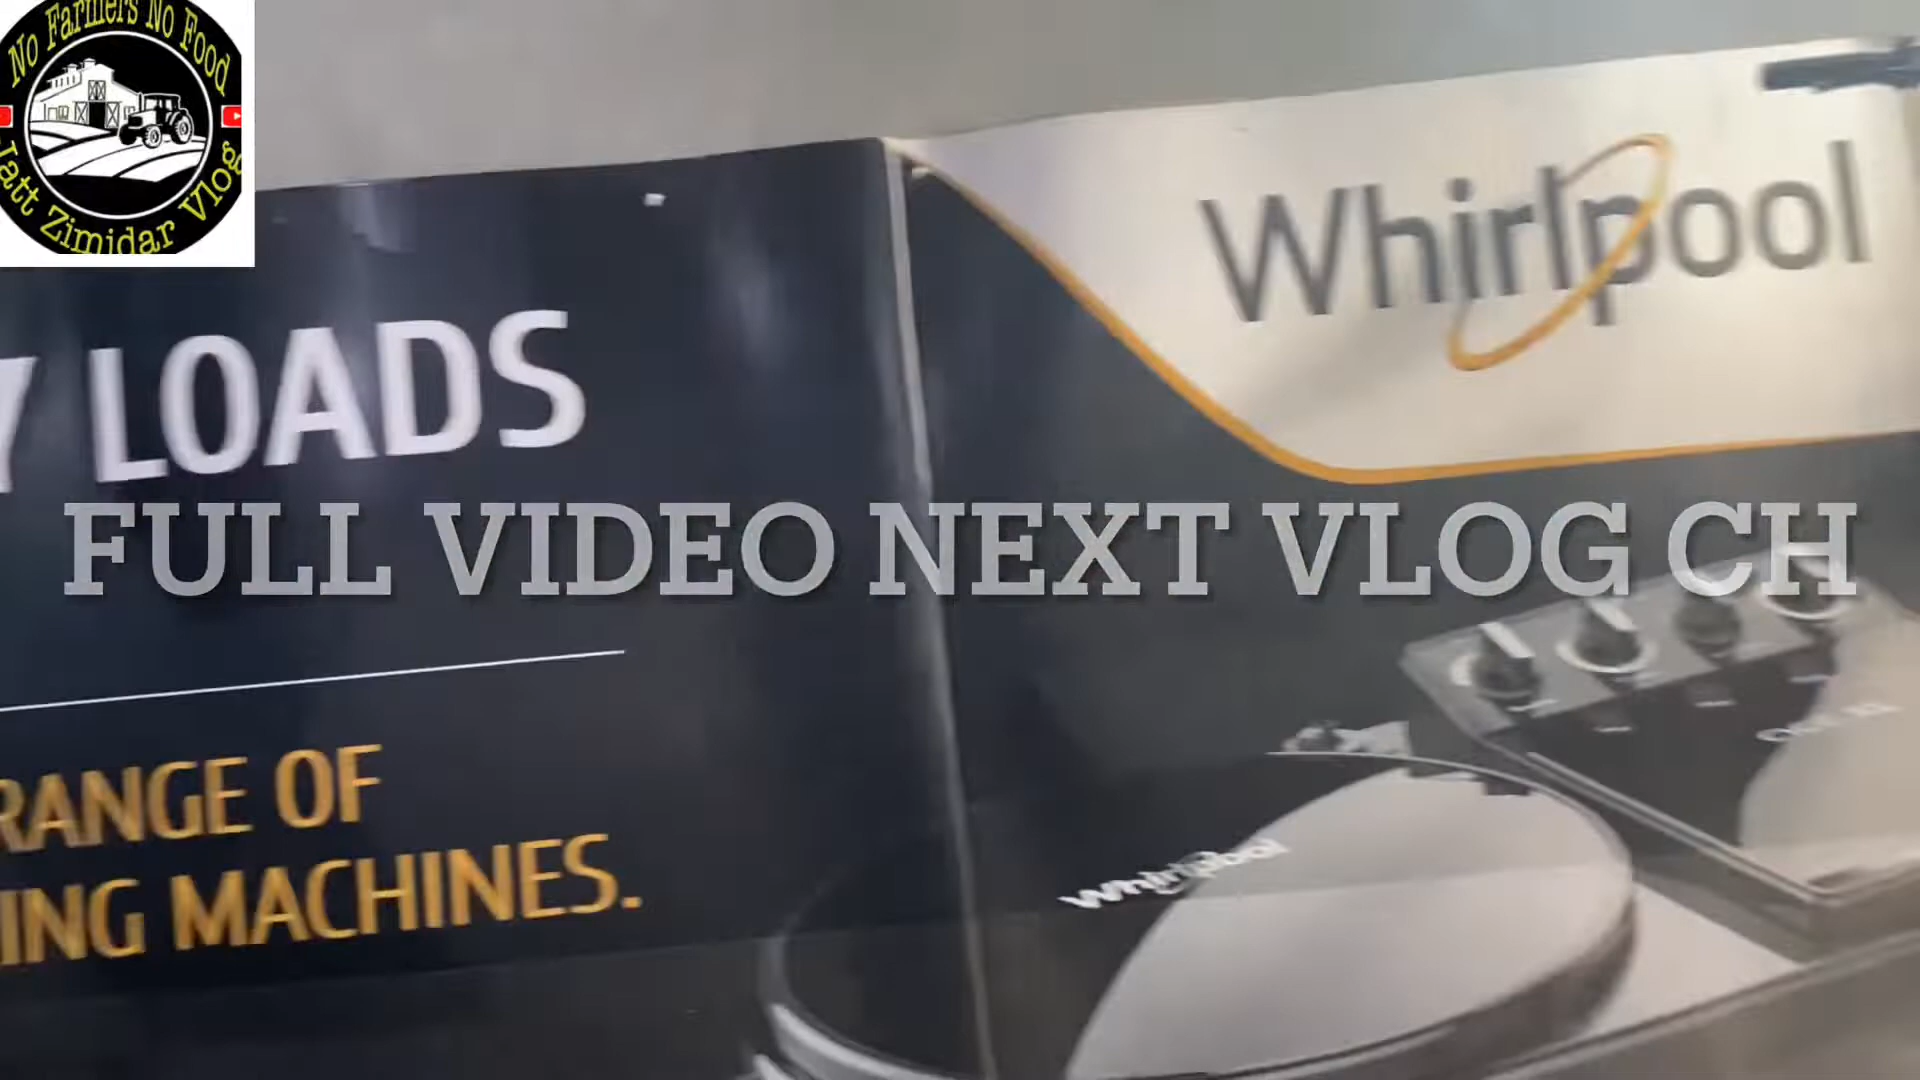 No Farmers No Food
Jatt Zimidar Vlog
Whirlpool
LOADS
FULL VIDEO NEXT VLOG CH
RANGE OF
ING MACHINES.
Whirlpool